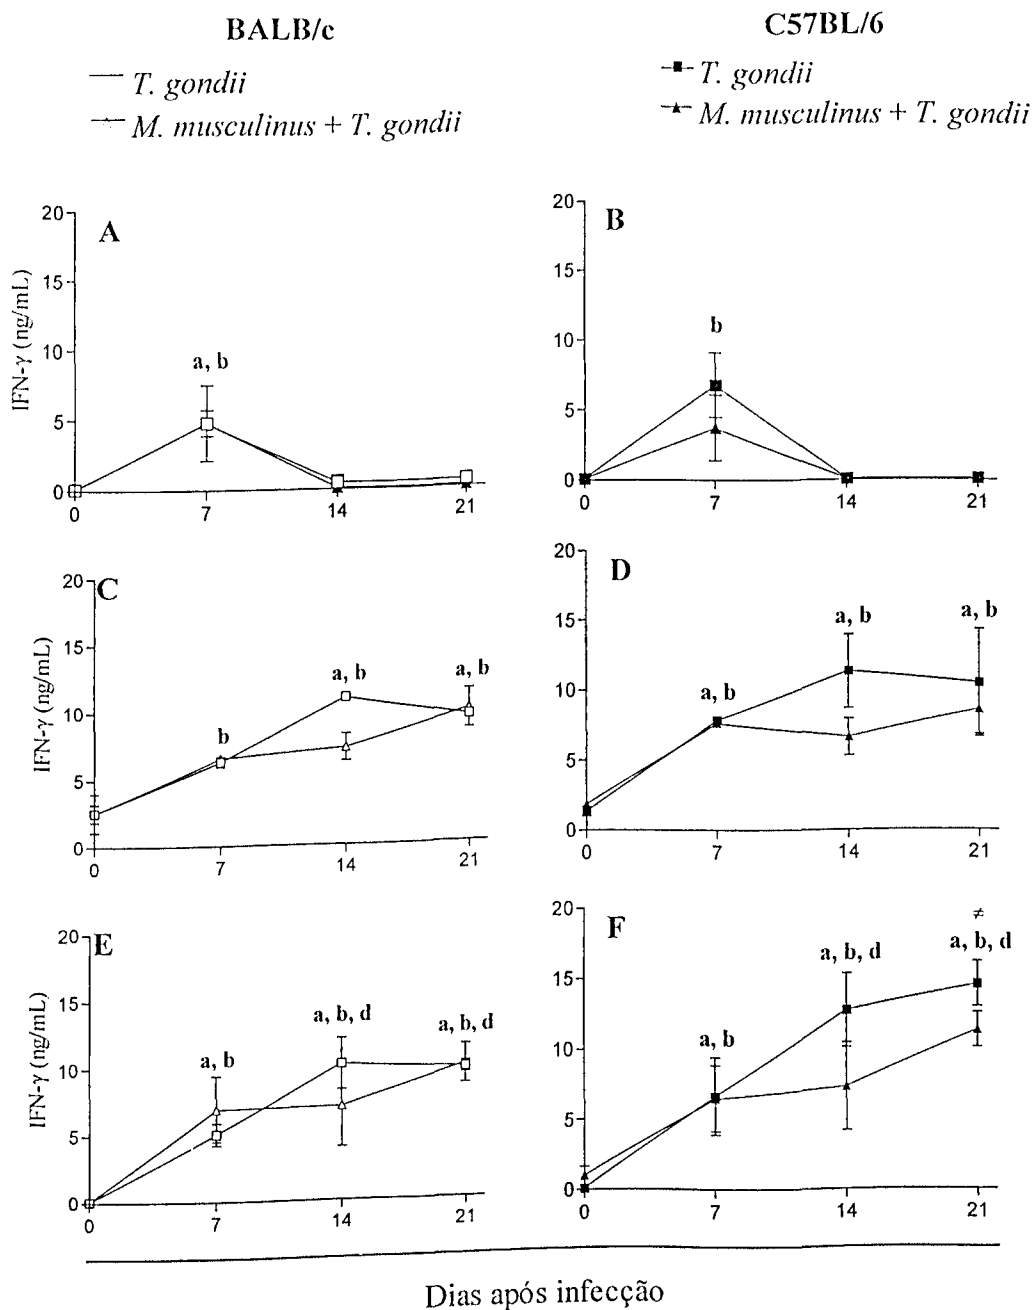 BALB/c
C57BL/6
T. gondii
M. musculinus + T. gondii
T. gondii
M. musculinus + T. gondii
A
IFN-γ (ng/mL)
20
15
10
5
0
a, b
0
7
14
21
B
20
15
10
5
0
b
0
7
14
21
C
IFN-γ (ng/mL)
20
15
10
5
0
b
a, b
a, b
0
7
14
21
D
20
15
10
5
0
a, b
a, b
a, b
0
7
14
21
E
IFN-γ (ng/mL)
20
15
10
5
0
a, b
a, b, d
a, b, d
0
7
14
21
F
20
15
10
5
0
a, b
a, b, d
≠
a, b, d
0
7
14
21
Dias após infecção